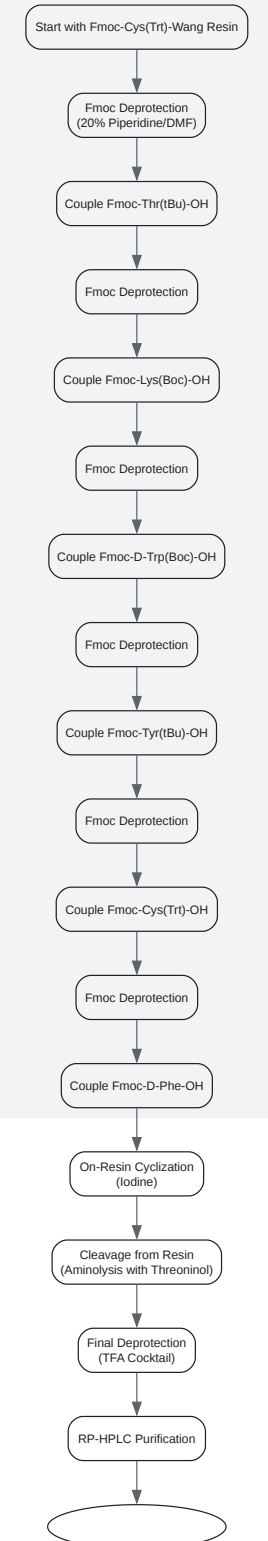 Start with Fmoc-Cys(Trt)-Wang Resin
Fmoc Deprotection
(20% Piperidine/DMF)
Couple Fmoc-Thr(tBu)-OH
Fmoc Deprotection
Couple Fmoc-Lys(Boc)-OH
Fmoc Deprotection
Couple Fmoc-D-Trp(Boc)-OH
Fmoc Deprotection
Couple Fmoc-Tyr(tBu)-OH
Fmoc Deprotection
Couple Fmoc-Cys(Trt)-OH
Fmoc Deprotection
Couple Fmoc-D-Phe-OH
On-Resin Cyclization
(Iodine)
Cleavage from Resin
(Aminolysis with Threoninol)
Final Deprotection
(TFA Cocktail)
RP-HPLC Purification